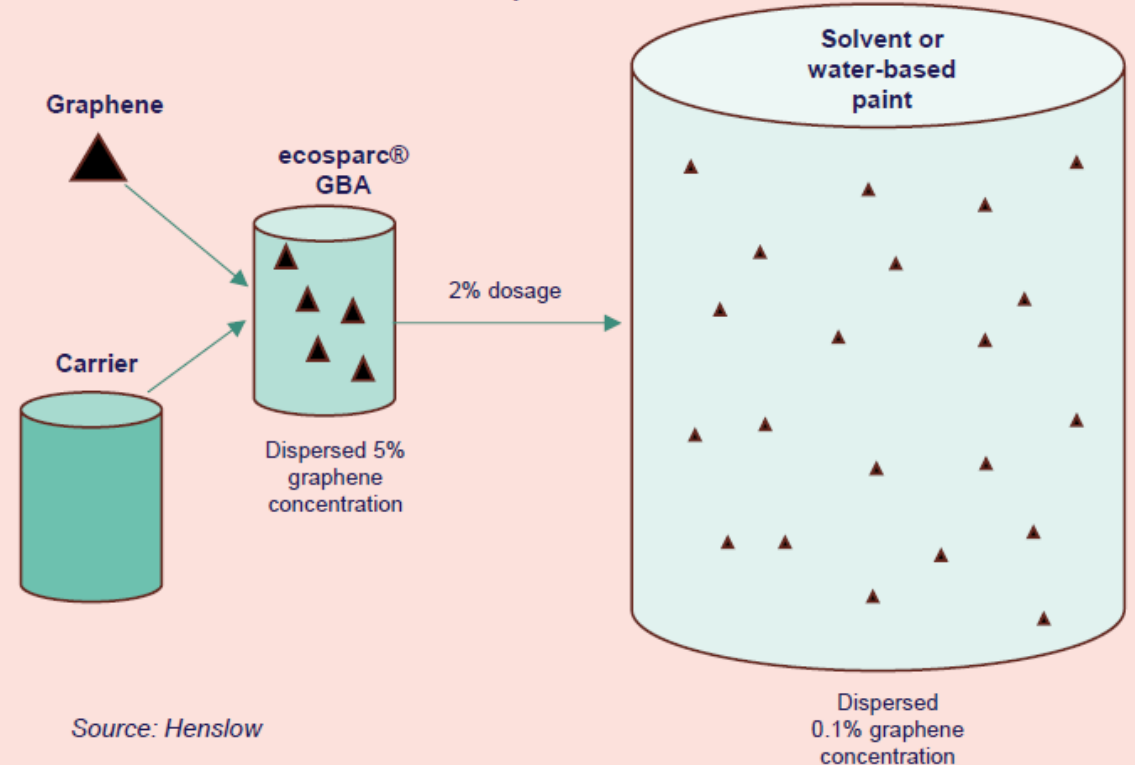 Graphene
ecosparc®
GBA
Solvent or
water-based
paint
2% dosage
Carrier
Dispersed 5%
graphene
concentration
Source: Henslow
Dispersed
0.1% graphene
concentration